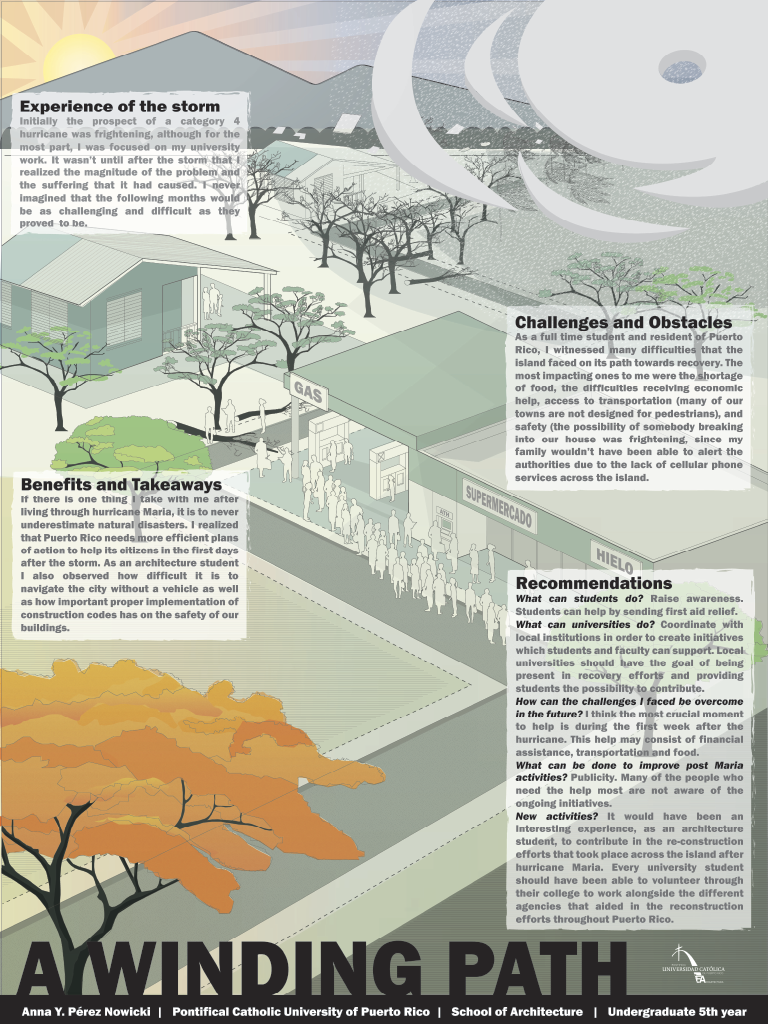 Experience of the storm
Initially the prospect of a category 4
hurricane was frightening, although for the
most part, I was focused on my university
work. It wasn't until after the storm that I
realized the magnitude of the problem and
the suffering that it had caused. I never
imagined that the following months would
be as challenging and difficult as they
proved to be.
Challenges and Obstacles
As a full time student and resident of Puerto
Rico, I witnessed many difficulties that the
island faced on its path towards recovery. The
most impacting ones to me were the shortage
of food, the difficulties receiving economic
help, access to transportation (many of our
towns are not designed for pedestrians), and
safety (the possibility of somebody breaking
into our house was frightening, since my
family wouldn't have been able to alert the
authorities due to the lack of cellular phone
services across the island.
GAS
ATH
SUPERMERCADO
HIELO
Benefits and Takeaways
If there is one thing I take with me after
living through hurricane Maria, it is to never
underestimate natural disasters. I realized
that Puerto Rico needs more efficient plans
of action to help its citizens in the first days
after the storm. As an architecture student
I also observed how difficult it is to
navigate the city without a vehicle as well
as how important proper implementation of
construction codes has on the safety of our
buildings.
Recommendations
What can students do? Raise awareness.
Students can help by sending first aid relief.
What can universities do? Coordinate with
local institutions in order to create initiatives
which students and faculty can support. Local
universities should have the goal of being
present in recovery efforts and providing
students the possibility to contribute.
How can the challenges I faced be overcome
in the future? I think the most crucial moment
to help is during the first week after the
hurricane. This help may consist of financial
assistance, transportation and food.
What can be done to improve post Maria
activities? Publicity. Many of the people who
need the help most are not aware of the
ongoing initiatives.
New activities? It would have been an
interesting experience, as an architecture
student, to contribute in the re-construction
efforts that took place across the island after
hurricane Maria. Every university student
should have been able to volunteer through
their college to work alongside the different
agencies that aided in the reconstruction
efforts throughout Puerto Rico.
A WINDING PATH
UNIVERSIDAD CATÓLICA
Anna Y. Pérez Nowicki | Pontifical Catholic University of Puerto Rico | School of Architecture | Undergraduate 5th year